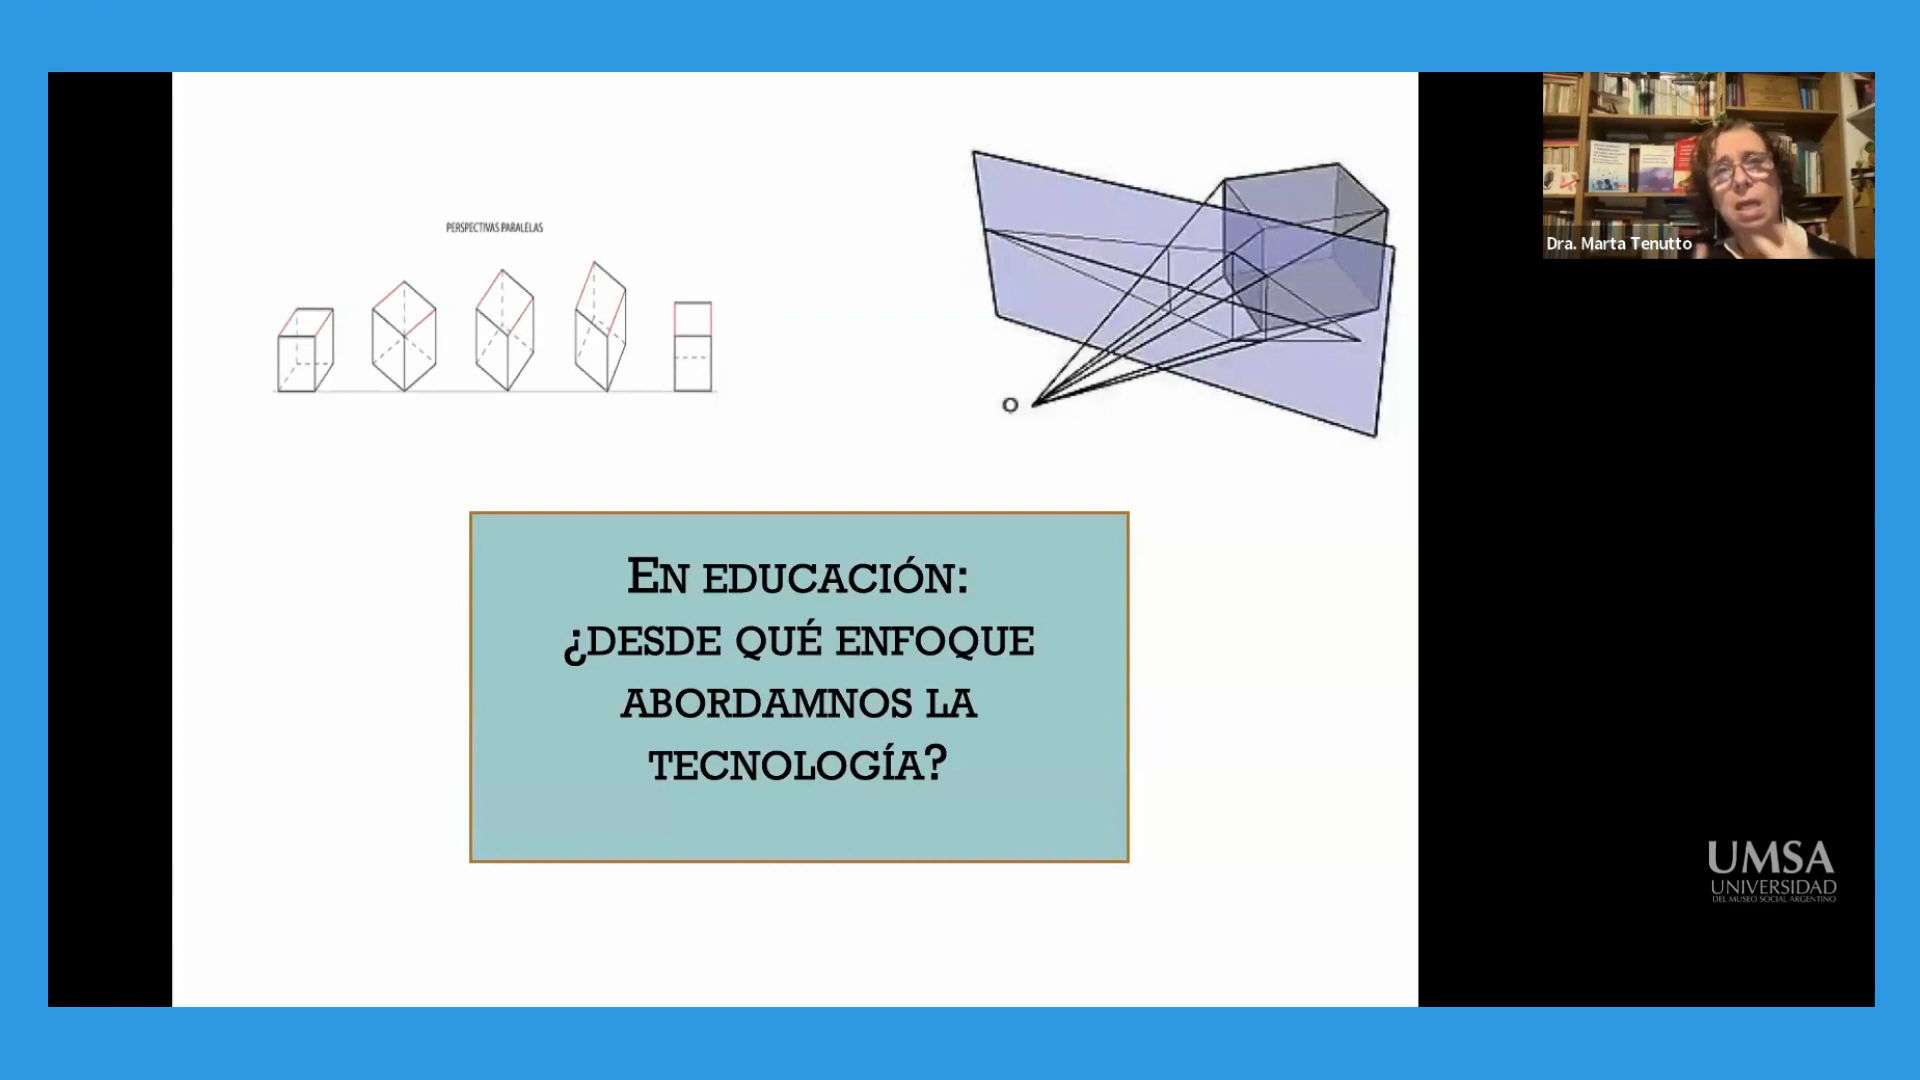 PERSPECTIVAS PARALELAS
O
EN EDUCACIÓN:
¿DESDE QUÉ ENFOQUE
ABORDAMNOS LA
TECNOLOGÍA?
Dra. Marta Tenutto
UMSA
UNIVERSIDAD
DEL MUSEO SOCIAL ARGENTINO